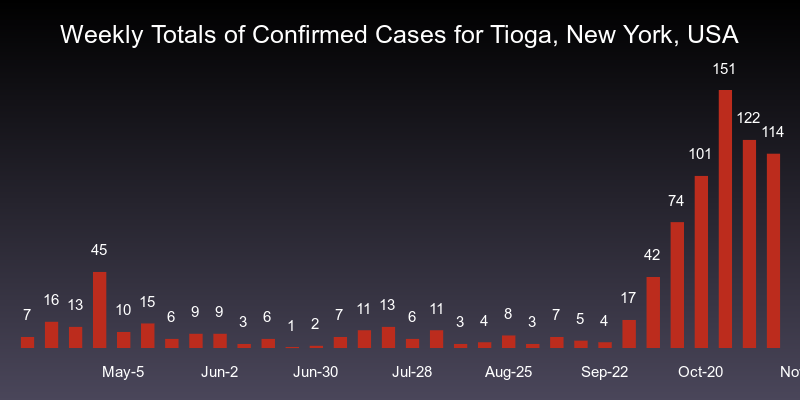 Weekly Totals of Confirmed Cases for Tioga, New York, USA
7 16 13 45 10 15 6 9 9 3 6 1 2 7 11 13 6 11 3 4 8 3 7 5 4 17 42 74 101 151 122 114
May-5 Jun-2 Jun-30 Jul-28 Aug-25 Sep-22 Oct-20 No